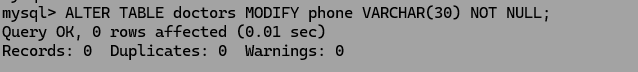 mysql> ALTER TABLE doctors MODIFY phone VARCHAR(30) NOT NULL;
Query OK, 0 rows affected (0.01 sec)
Records: 0  Duplicates: 0  Warnings: 0